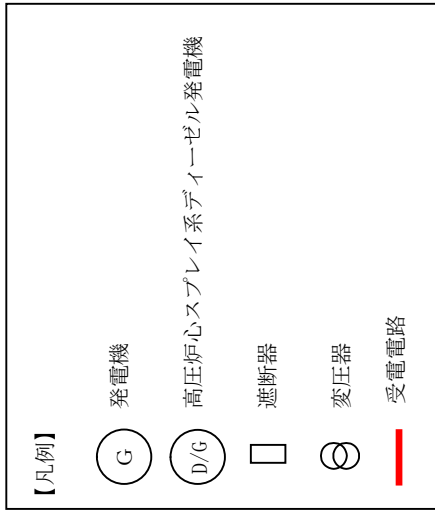 【凡例】
G 発電機
D/G 高圧炉心スプレイ系ディーゼル発電機
遮断器
変圧器
受電電路